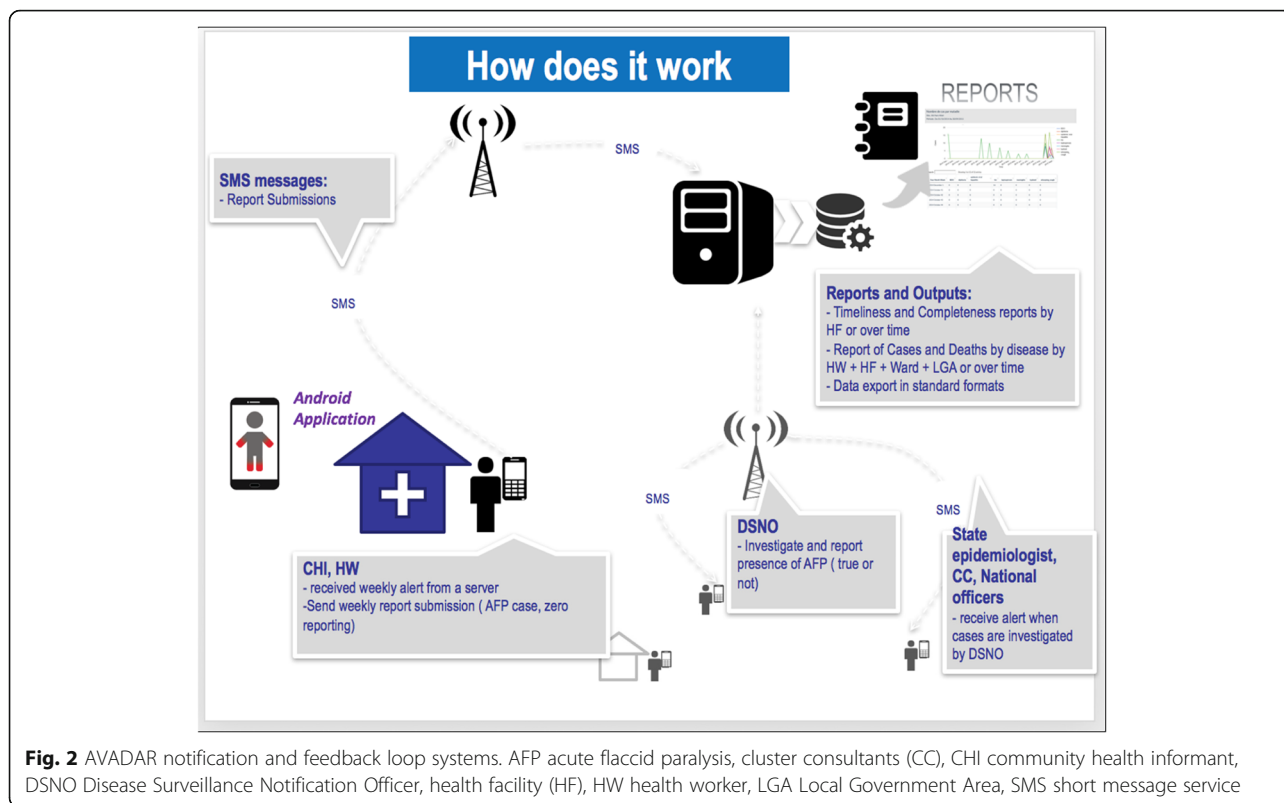 How does it work
REPORTS
SMS
SMS messages:
- Report Submissions
SMS
Reports and Outputs:
- Timeliness and Completeness reports by
HF or over time
- Report of Cases and Deaths by disease by
HW + HF + Ward + LGA or over time
- Data export in standard formats
Android
Application
SMS
SMS
DSNO
- Investigate and report
presence of AFP ( true or
not)
State
epidemiologist,
CC, National
officers
- receive alert when
cases are investigated
by DSNO
CHI, HW
- received weekly alert from a server
-Send weekly report submission ( AFP case, zero
reporting)
Fig. 2 AVADAR notification and feedback loop systems. AFP acute flaccid paralysis, cluster consultants (CC), CHI community health informant,
DSNO Disease Surveillance Notification Officer, health facility (HF), HW health worker, LGA Local Government Area, SMS short message service